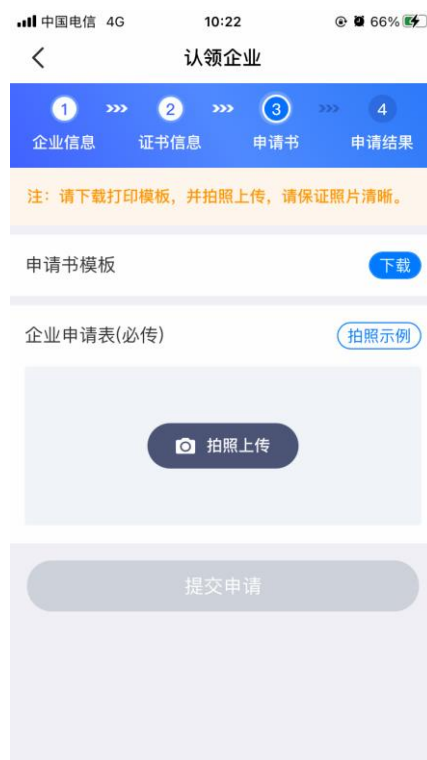 中国电信 4G 10:22 66%
认领企业
1 >>> 2 >>> 3 >>> 4
企业信息 证书信息 申请书 申请结果
注：请下载打印模板，并拍照上传，请保证照片清晰。
申请书模板 下载
企业申请表(必传) 拍照示例
拍照上传
提交申请